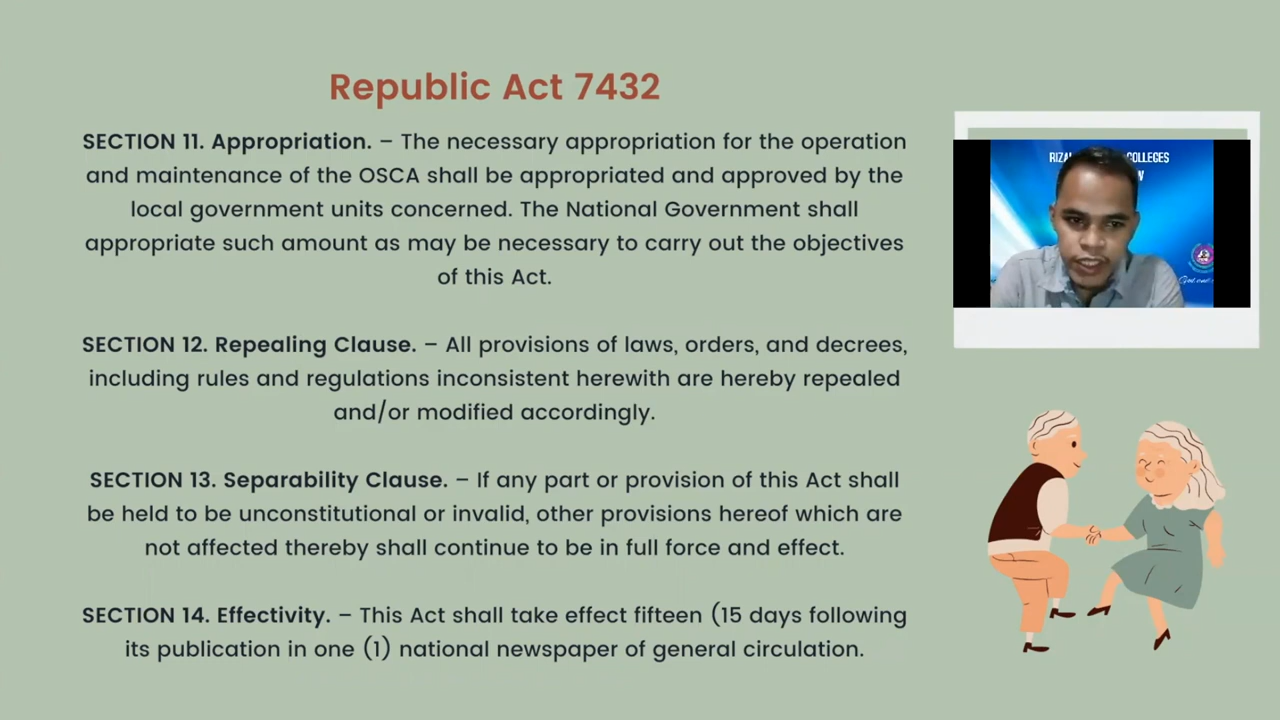 Republic Act 7432
SECTION 11. Appropriation. – The necessary appropriation for the operation
and maintenance of the OSCA shall be appropriated and approved by the
local government units concerned. The National Government shall
appropriate such amount as may be necessary to carry out the objectives
of this Act.
SECTION 12. Repealing Clause. – All provisions of laws, orders, and decrees,
including rules and regulations inconsistent herewith are hereby repealed
and/or modified accordingly.
SECTION 13. Separability Clause. – If any part or provision of this Act shall
be held to be unconstitutional or invalid, other provisions hereof which are
not affected thereby shall continue to be in full force and effect.
SECTION 14. Effectivity. – This Act shall take effect fifteen (15 days following
its publication in one (1) national newspaper of general circulation.
COLLEGES